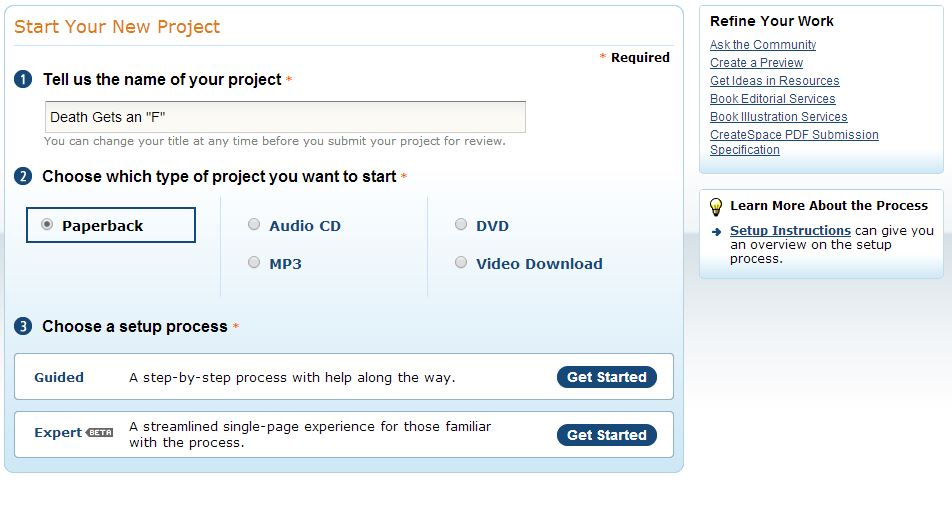 Start Your New Project
* Required
1 Tell us the name of your project *
Death Gets an "F"
You can change your title at any time before you submit your project for review.
2 Choose which type of project you want to start *
Paperback
Audio CD
DVD
MP3
Video Download
3 Choose a setup process *
Guided
A step-by-step process with help along the way.
Get Started
Expert BETA
A streamlined single-page experience for those familiar
with the process.
Get Started
Refine Your Work
Ask the Community
Create a Preview
Get Ideas in Resources
Book Editorial Services
Book Illustration Services
CreateSpace PDF Submission
Specification
Learn More About the Process
Setup Instructions can give you
an overview on the setup
process.